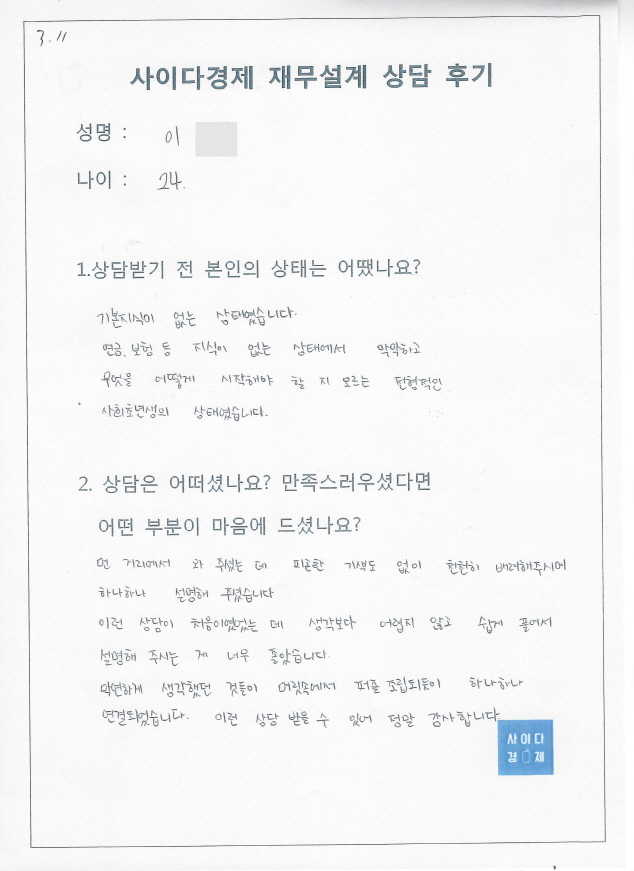 3.11
사이다경제 재무설계 상담 후기
성명 : 이
나이 : 24.
1.상담받기 전 본인의 상태는 어땠나요?
기본지식이 없는 상태였습니다.
연금, 보험 등 지식이 없는 상태에서 막막하고
무엇을 어떻게 시작해야 할 지 모르는 전형적인
사회초년생의 상태였습니다.
2. 상담은 어떠셨나요? 만족스러우셨다면
어떤 부분이 마음에 드셨나요?
먼 거리에서 와 주셨는 데 피곤한 기색도 없이 천천히 배려해주시며
하나하나 설명해 주셨습니다
이런 상담이 처음이였었는 데 생각보다 어렵지 않고 쉽게 풀어서
설명해 주시는 게 너무 좋았습니다.
막연하게 생각했던 것들이 머릿속에서 퍼즐 조립되듯이 하나하나
연결되었습니다. 이런 상담 받을 수 있어 정말 감사합니다.
사이다
경제